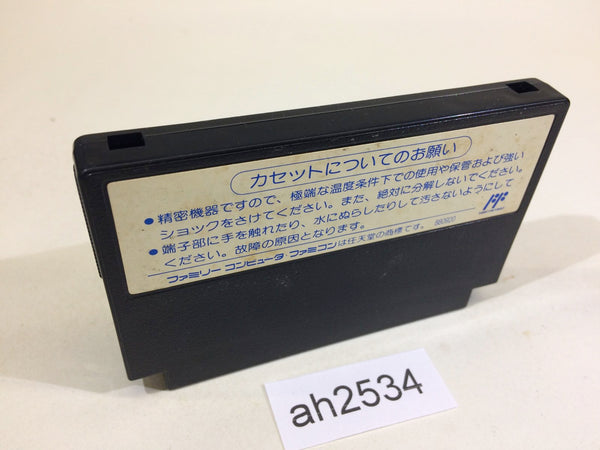 カセットについてのお願い
●精密機器ですので、極端な温度条件下での使用や保管および強い
ショックをさけてください。また、絶対に分解しないでください。
●端子部に手を触れたり、水にぬらしたりして汚さないようにして
ください。故障の原因となります。
ファミリーコンピュータ・ファミコンは任天堂の商標です。
ah2534